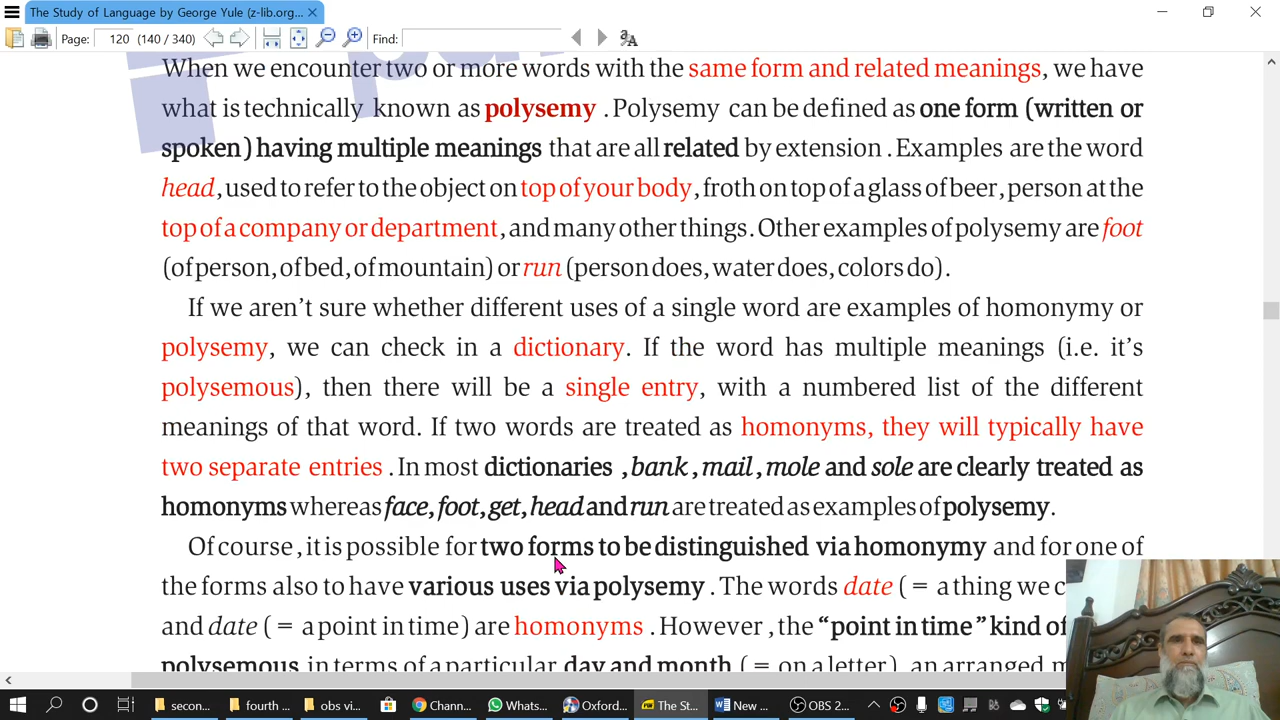 The Study of Language by George Yule (z-lib.org...
Page: 120 (140 / 340) Find:
When we encounter two or more words with the same form and related meanings, we have
what is technically known as polysemy . Polysemy can be defined as one form (written or
spoken ) having multiple meanings that are all related by extension . Examples are the word
head , used to refer to the object on top of your body, froth on top of a glass of beer, person at the
top of a company or department, and many other things. Other examples of polysemy are foot
(of person, of bed, of mountain) or run (person does, water does, colors do).
If we aren't sure whether different uses of a single word are examples of homonymy or
polysemy, we can check in a dictionary. If the word has multiple meanings (i.e. it's
polysemous), then there will be a single entry, with a numbered list of the different
meanings of that word. If two words are treated as homonyms, they will typically have
two separate entries . In most dictionaries , bank , mail , mole and sole are clearly treated as
homonyms whereas face, foot, get, head and run are treated as examples of polysemy.
Of course , it is possible for two forms to be distinguished via homonymy and for one of
the forms also to have various uses via polysemy . The words date ( = a thing we c
and date ( = a point in time) are homonyms . However , the "point in time" kind of
polysemous in terms of a particular day and month ( = on a letter), an arranged m
secon... fourth ... obs vi... Chann... Whats... Oxford... The St... New ... OBS 2...